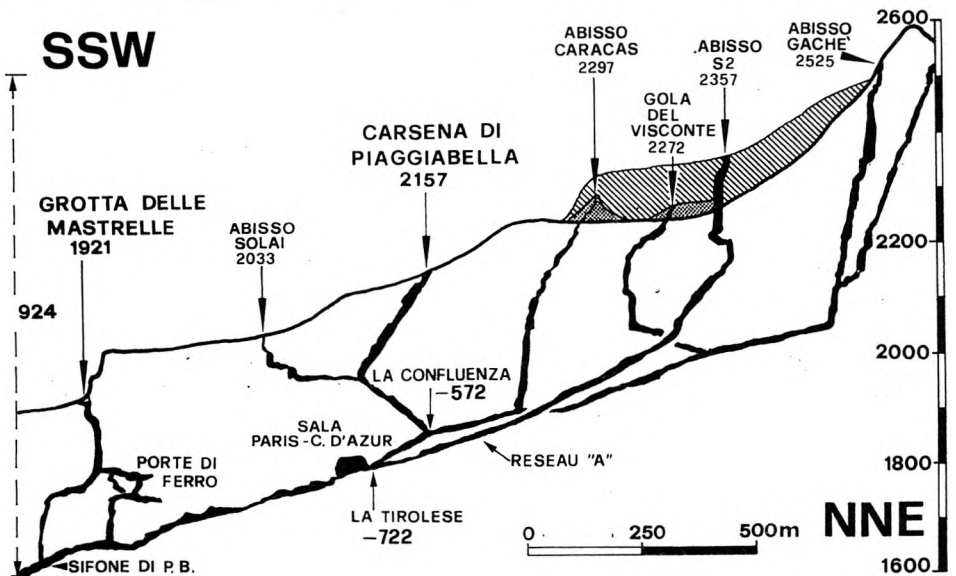 SSW
ABISSO
CARACAS
2297
ABISSO
S2
2357
ABISSO
GACHE'
2525
2600
GOLA
DEL
VISCONTE
2272
CARSENA DI
PIAGGIABELLA
2157
GROTTA DELLE
MASTRELLE
1921
ABISSO
SOLAI
2033
2400
2200
924
2000
LA CONFLUENZA
-572
SALA
PARIS-C. D'AZUR
RESEAU "A"
PORTE DI
FERRO
1800
LA TIROLESE
-722
0 250 500m
NNE
SIFONE DI P.B.
1600